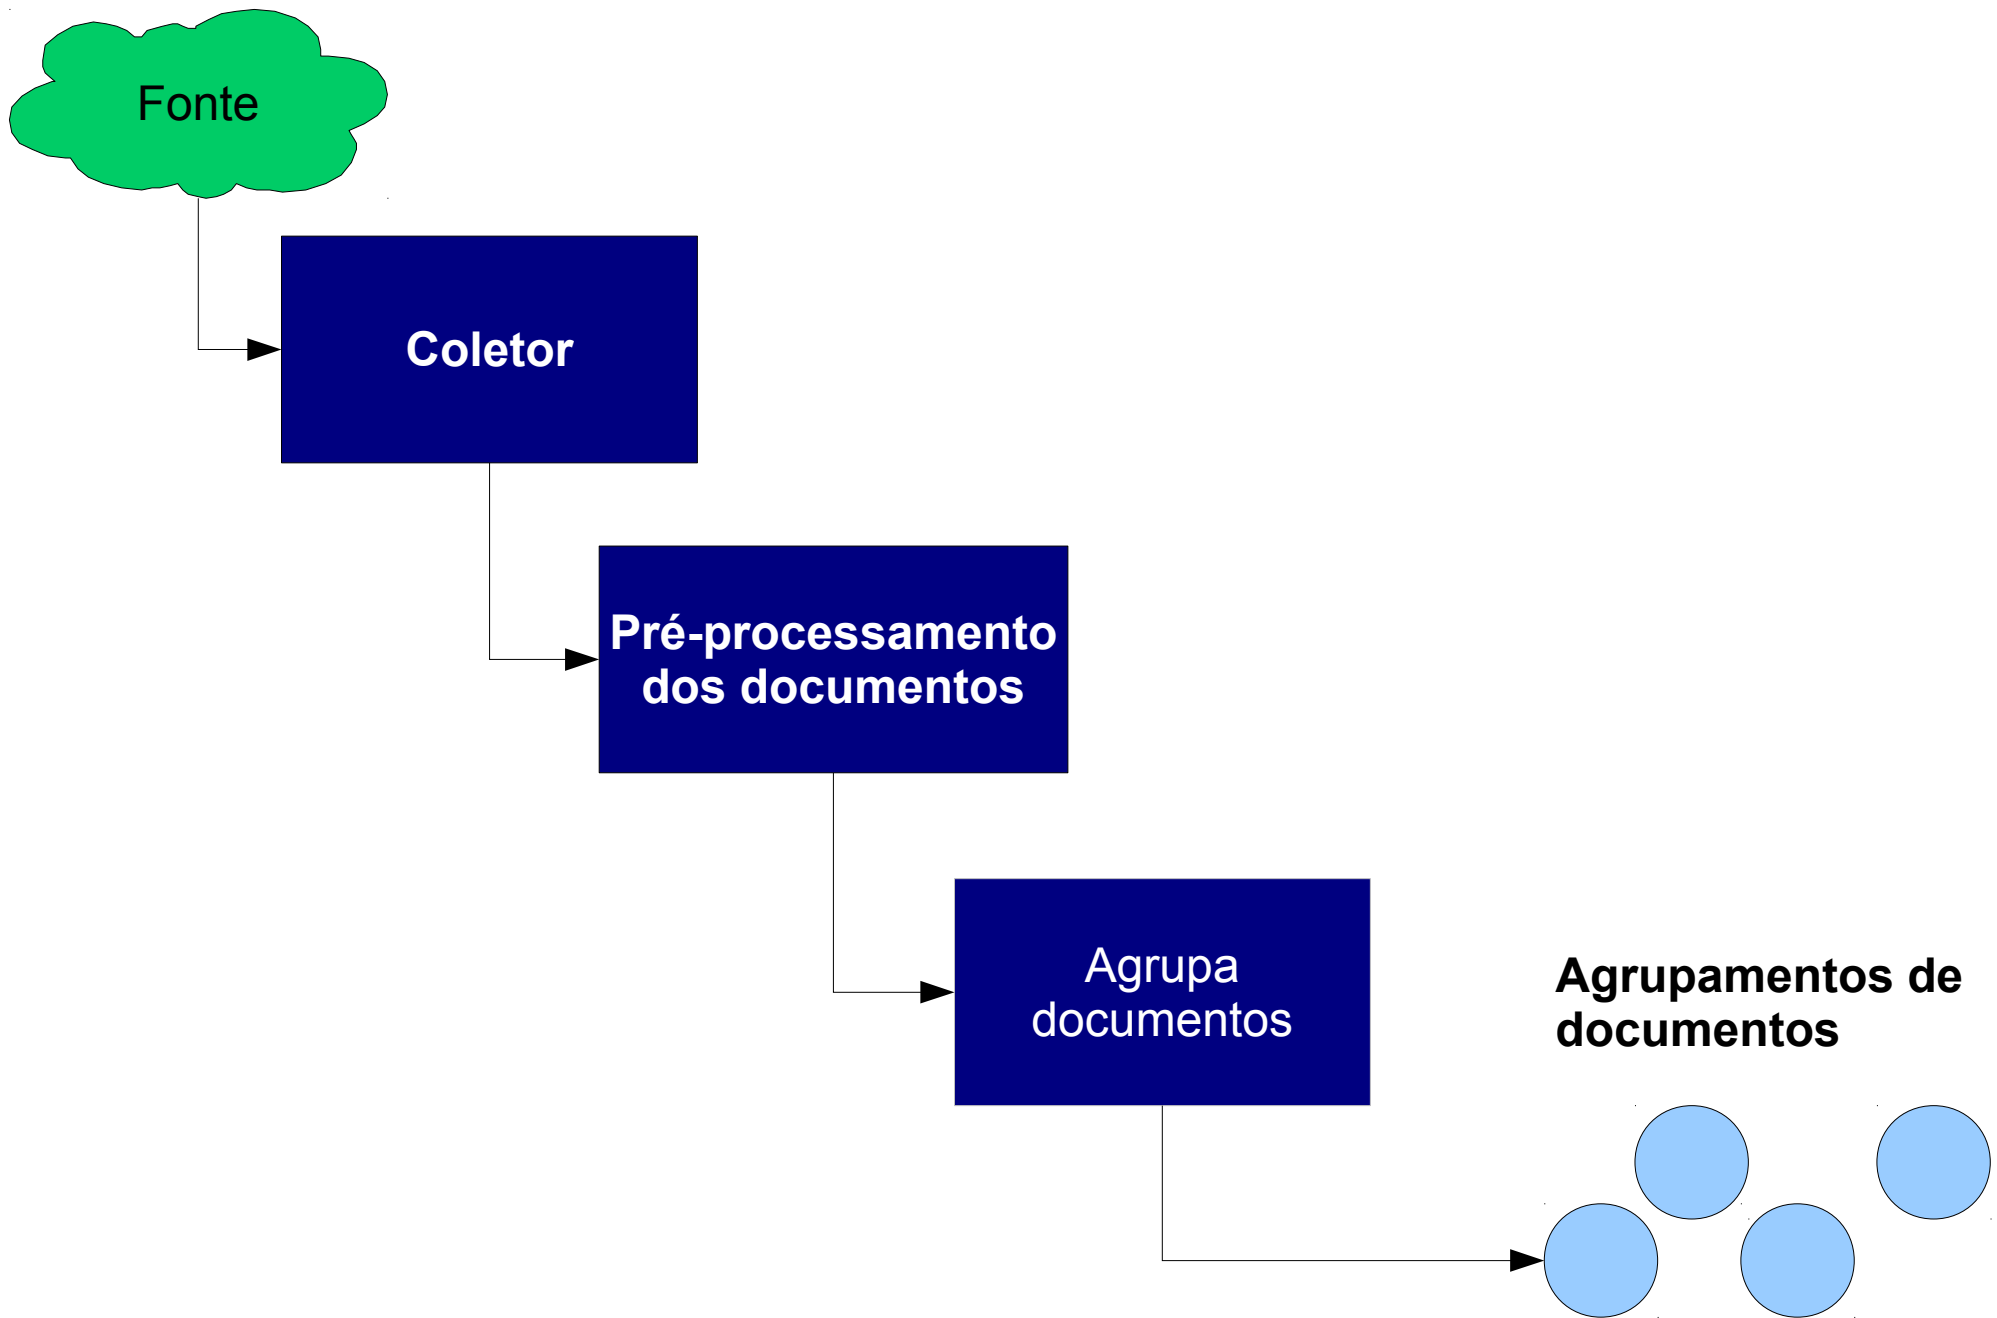 Fonte
Coletor
Pré-processamento
dos documentos
Agrupa
documentos
Agrupamentos de
documentos